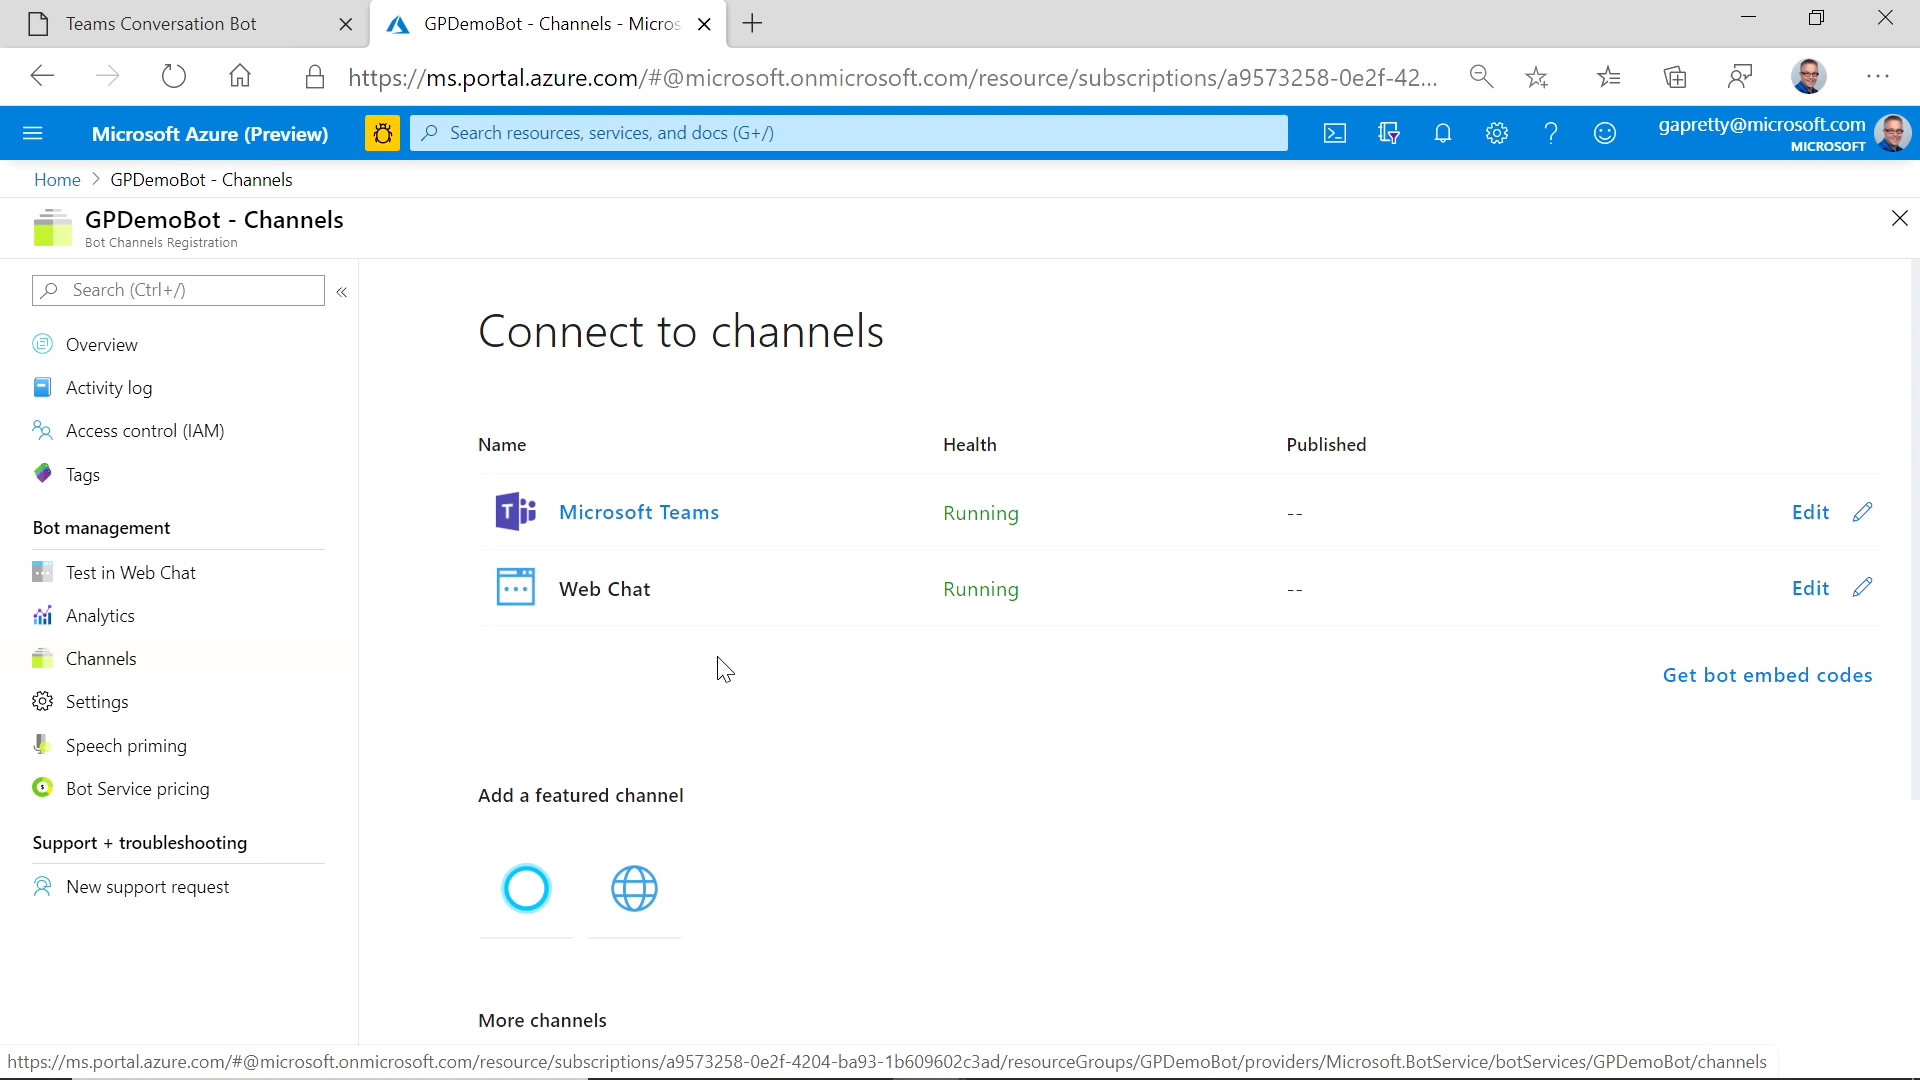 Teams Conversation Bot
GPDemoBot - Channels - Micros
https://ms.portal.azure.com/#@microsoft.onmicrosoft.com/resource/subscriptions/a9573258-0e2f-42...
Microsoft Azure (Preview)
Search resources, services, and docs (G+/)
gapretty@microsoft.com
MICROSOFT
Home > GPDemoBot - Channels
GPDemoBot - Channels
Bot Channels Registration
Search (Ctrl+/)
«
Overview
Activity log
Access control (IAM)
Tags
Bot management
Test in Web Chat
Analytics
Channels
Settings
Speech priming
Bot Service pricing
Support + troubleshooting
New support request
Connect to channels
Name Health Published
Microsoft Teams Running -- Edit
Web Chat Running -- Edit
Get bot embed codes
Add a featured channel
More channels
https://ms.portal.azure.com/#@microsoft.onmicrosoft.com/resource/subscriptions/a9573258-0e2f-4204-ba93-1b609602c3ad/resourceGroups/GPDemoBot/providers/Microsoft.BotService/botServices/GPDemoBot/channels